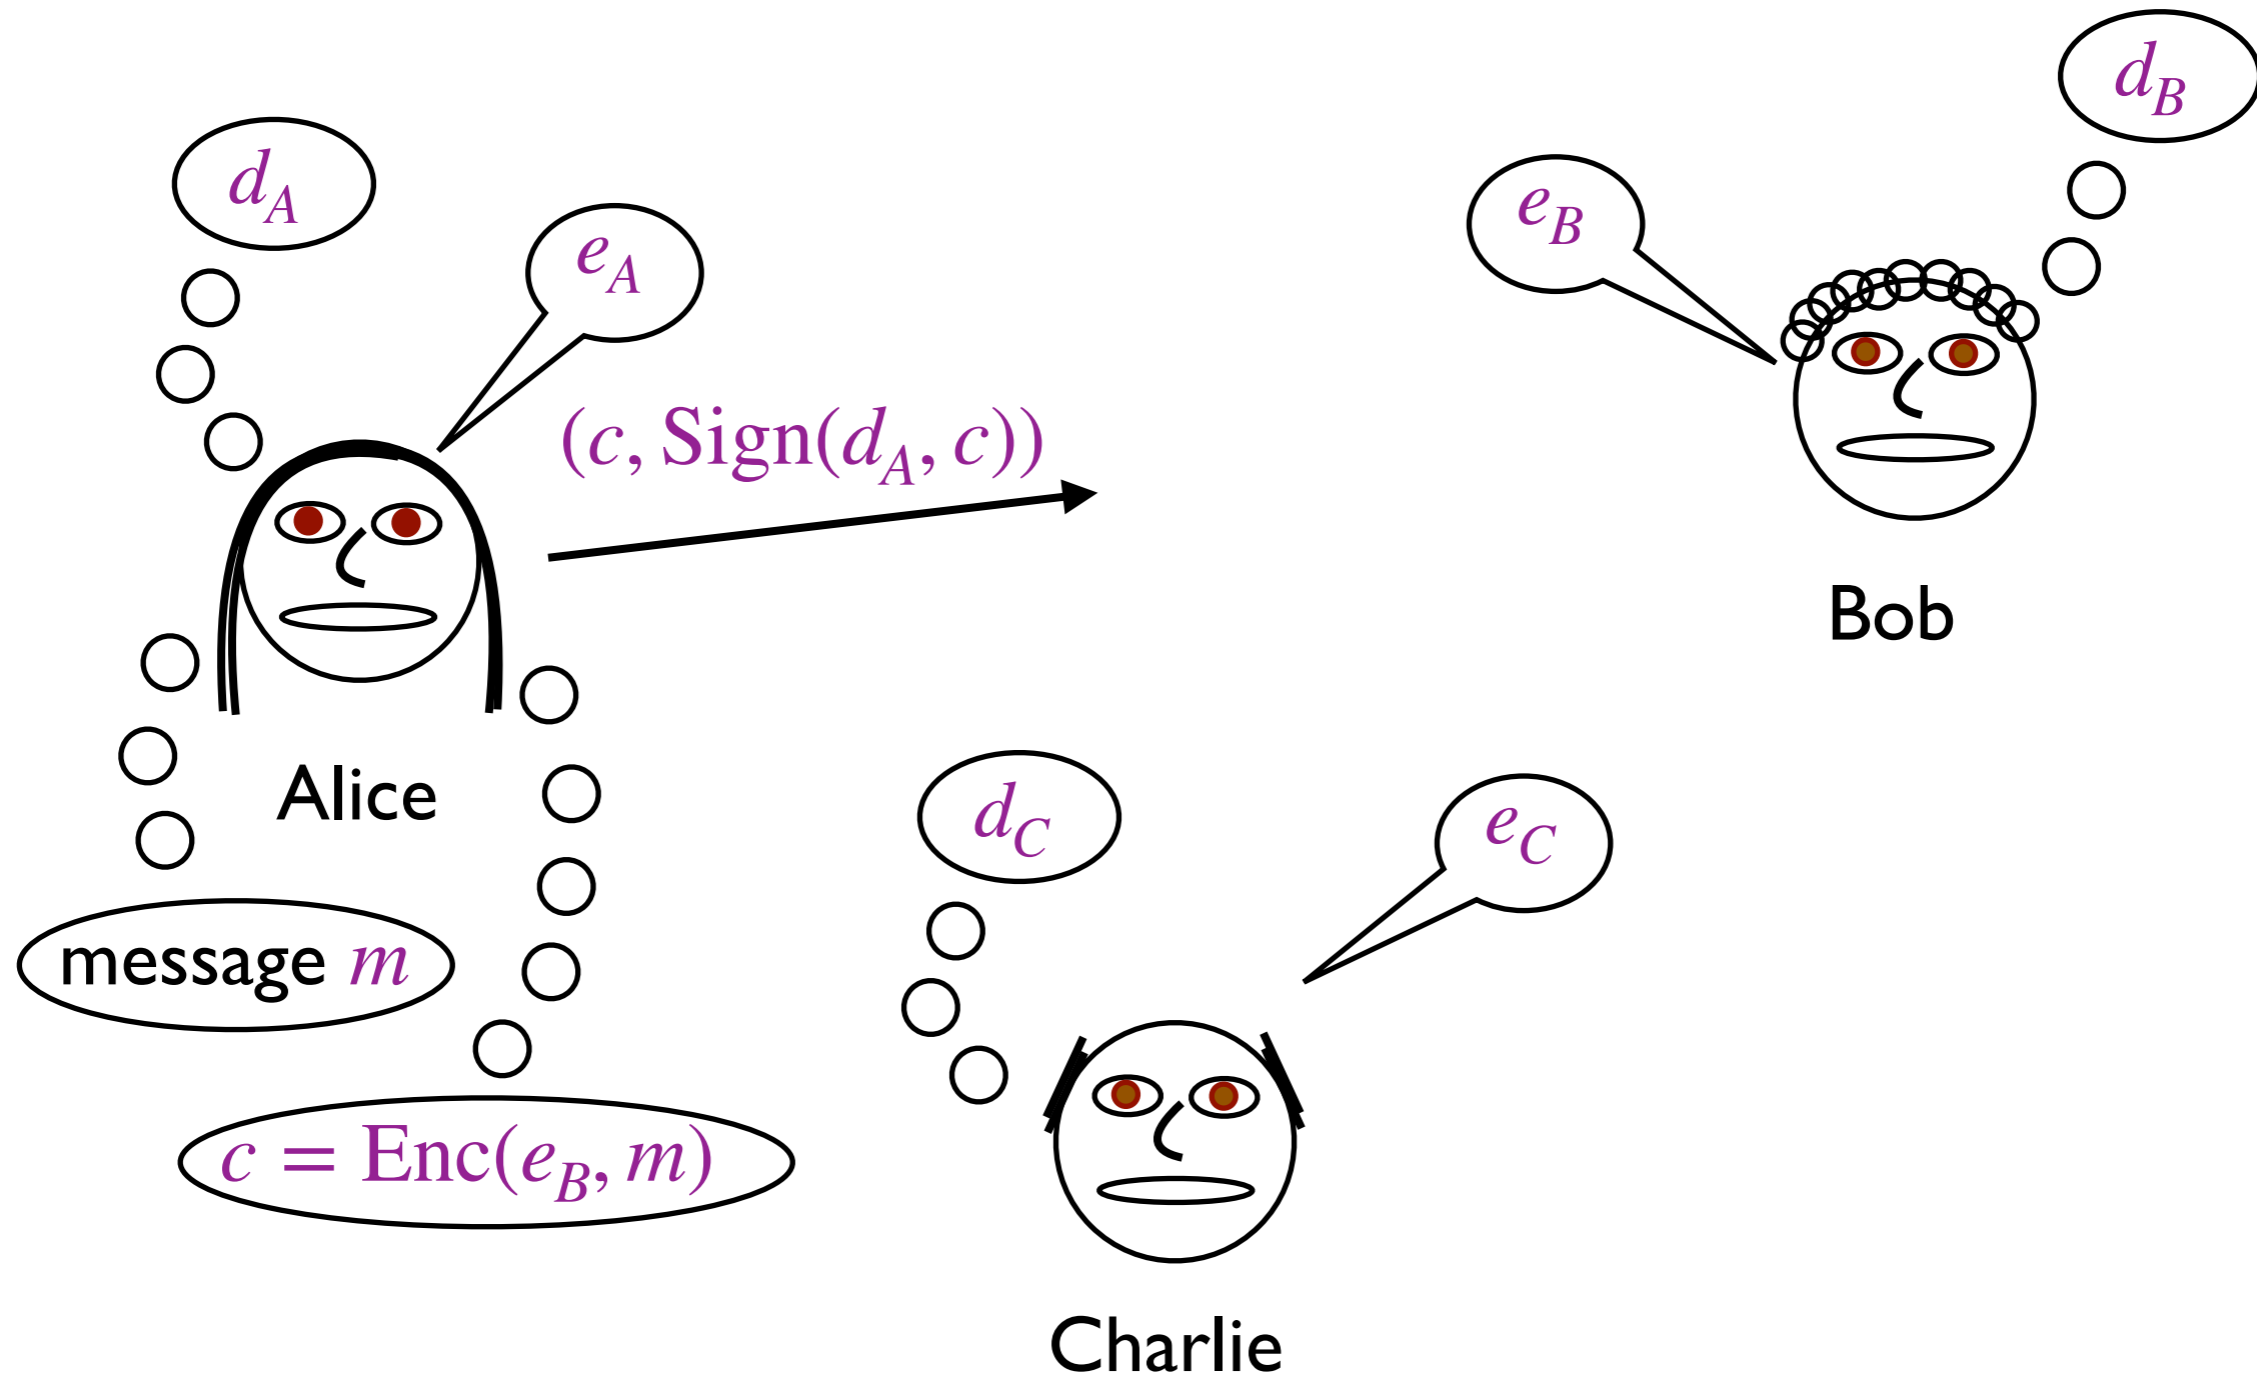 d_B
d_A
e_B
e_A
(c, Sign(d_A, c))
Bob
Alice
d_C
e_C
message m
c = Enc(e_B, m)
Charlie